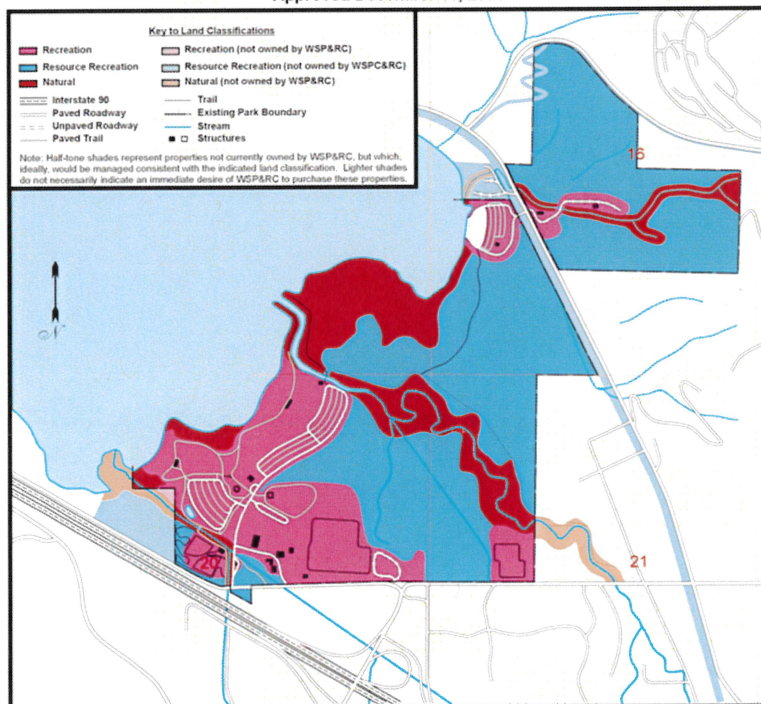 Key to Land Classifications
Recreation
Recreation (not owned by WSP&RC)
Resource Recreation
Resource Recreation (not owned by WSPC&RC)
Natural
Natural (not owned by WSP&RC)
Interstate 90
Trail
Paved Roadway
Existing Park Boundary
Unpaved Roadway
Stream
Paved Trail
Structures
Note: Half-tone shades represent properties not currently owned by WSP&RC, but which,
ideally, would be managed consistent with the indicated land classification. Lighter shades
do not necessarily indicate an immediate desire of WSP&RC to purchase these properties.
16
N
21
20